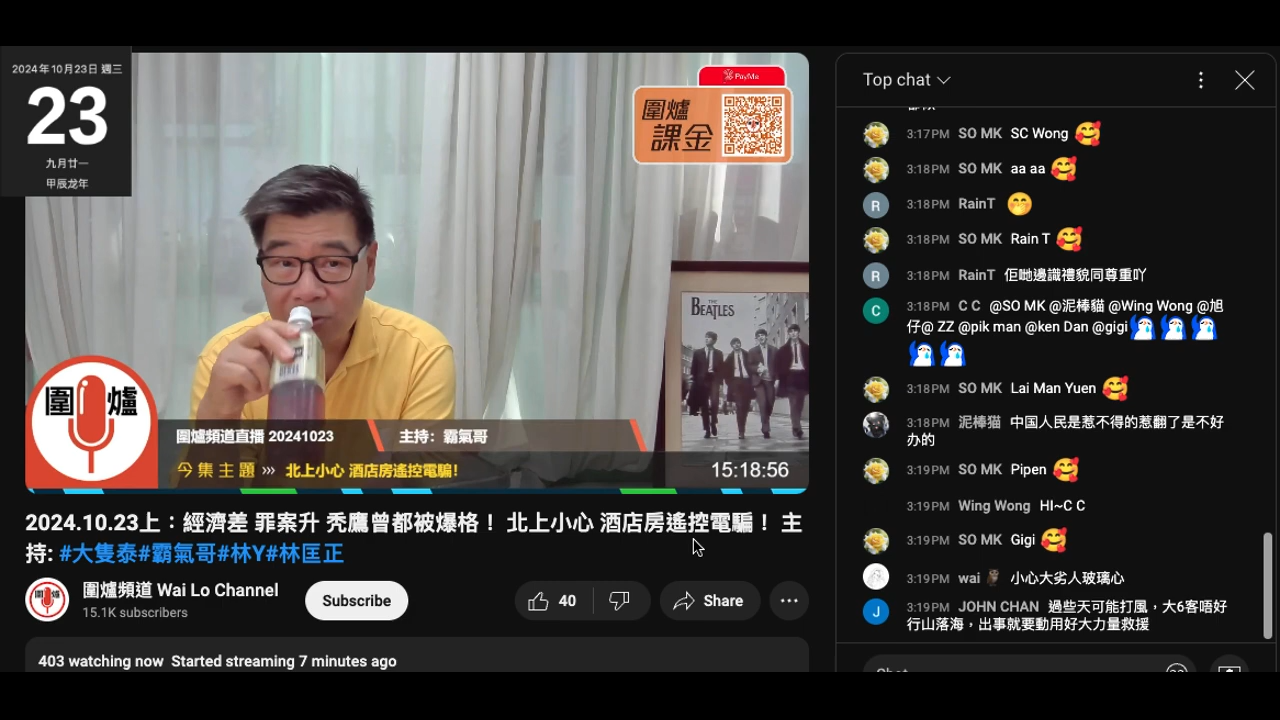 2024年10月23日 週三
23
九月廿一
甲辰龙年
PayMe
圍爐
課金
THE
BEATLES
圍爐
圍爐頻道直播 20241023
主持：霸氣哥
今集主題 ››› 北上小心 酒店房遙控電騙！
15:18:56
2024.10.23上：經濟差 罪案升 禿鷹曾都被爆格！ 北上小心 酒店房遙控電騙！ 主
持: #大隻泰#霸氣哥#林Y#林匡正
圍爐頻道 Wai Lo Channel
15.1K subscribers
Subscribe
40
Share
403 watching now Started streaming 7 minutes ago
Top chat
3:17PM SO MK SC Wong
3:18PM SO MK aa aa
R 3:18PM RainT
3:18PM SO MK Rain T
R 3:18PM RainT 佢哋邊識禮貌同尊重吖
C 3:18PM C C @SO MK @泥棒貓 @Wing Wong @旭
仔@ ZZ @pik man @ken Dan @gigi
3:18PM SO MK Lai Man Yuen
3:18PM 泥棒猫 中国人民是惹不得的惹翻了是不好
办的
3:19PM SO MK Pipen
3:19PM Wing Wong HI~C C
3:19PM SO MK Gigi
3:19PM wai 小心大劣人玻璃心
J 3:19PM JOHN CHAN 過些天可能打風，大6客唔好
行山落海，出事就要動用好大力量救援